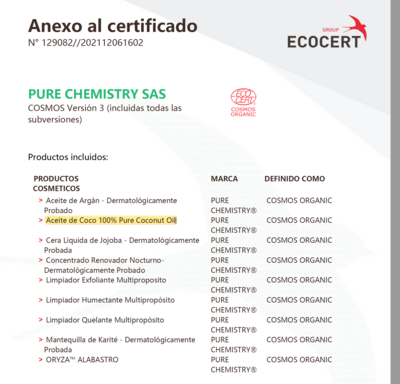 Anexo al certificado
N° 129082//202112061602
GROUP
ECOCERT
PURE CHEMISTRY SAS
COSMOS Versión 3 (incluidas todas las
subversiones)
ECO
CERT
COSMOS
ORGANIC
Productos incluidos:
PRODUCTOS MARCA DEFINIDO COMO
COSMETICOS
> Aceite de Argán - Dermatológicamente PURE COSMOS ORGANIC
Probado CHEMISTRY®
> Aceite de Coco 100% Pure Coconut Oil PURE COSMOS ORGANIC
CHEMISTRY®
> Cera Liquida de Jojoba - Dermatológicamente PURE COSMOS ORGANIC
Probada CHEMISTRY®
> Concentrado Renovador Nocturno- PURE COSMOS ORGANIC
Dermatológicamente Probado CHEMISTRY®
> Limpiador Exfoliante Multiproposito PURE COSMOS ORGANIC
CHEMISTRY®
> Limpiador Humectante Multipropósito PURE COSMOS ORGANIC
CHEMISTRY®
> Limpiador Quelante Multipropósito PURE COSMOS ORGANIC
CHEMISTRY®
> Mantequilla de Karité - Dermatológicamente PURE COSMOS ORGANIC
Probada CHEMISTRY®
> ORYZA™ ALABASTRO PURE COSMOS ORGANIC
CHEMISTRY®